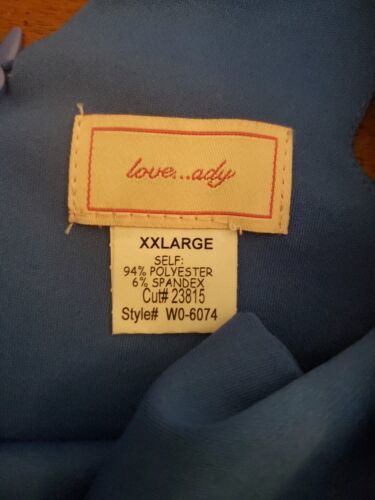 love...ady
XXLARGE
SELF:
94% POLYESTER
6% SPANDEX
Cut# 23815
Style# W0-6074